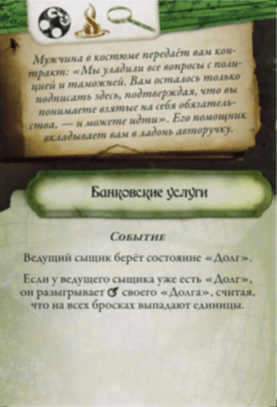 Мужчина в костюме передаёт вам кон-
тракт: «Мы уладили все вопросы с поли-
цией и таможней. Вам осталось только
подписать здесь, подтверждая, что вы
понимаете взятые на себя обязатель-
ства, — и можете идти». Его помощник
вкладывает вам в ладонь авторучку.
Банковские услуги
Событие
Ведущий сыщик берёт состояние «Долг».
Если у ведущего сыщика уже есть «Долг»,
он разыгрывает своего «Долга», считая,
что на всех бросках выпадают единицы.